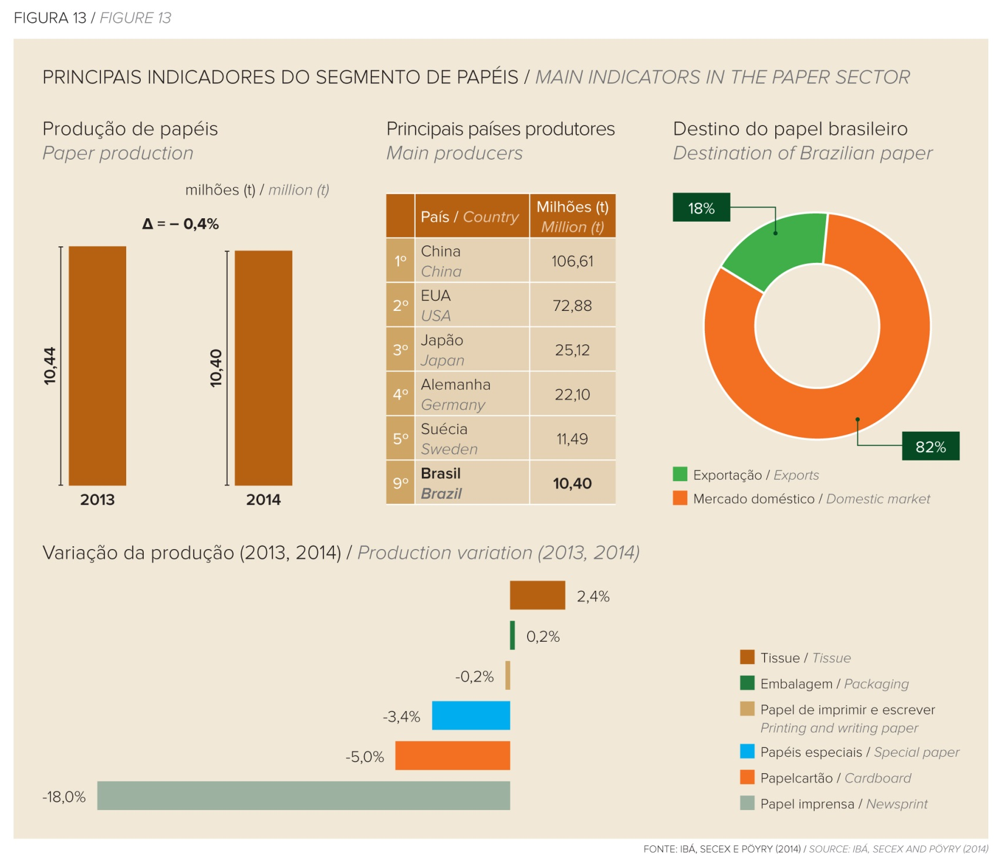 FIGURA 13 / FIGURE 13
PRINCIPAIS INDICADORES DO SEGMENTO DE PAPÉIS / MAIN INDICATORS IN THE PAPER SECTOR
Produção de papéis
Paper production
milhões (t) / million (t)
Δ = – 0,4%
10,44
10,40
2013
2014
Principais países produtores
Main producers
País / Country
Milhões (t)
Million (t)
1º
China
China
106,61
2º
EUA
USA
72,88
3º
Japão
Japan
25,12
4º
Alemanha
Germany
22,10
5º
Suécia
Sweden
11,49
9º
Brasil
Brazil
10,40
Destino do papel brasileiro
Destination of Brazilian paper
18%
82%
Exportação / Exports
Mercado doméstico / Domestic market
Variação da produção (2013, 2014) / Production variation (2013, 2014)
2,4%
0,2%
-0,2%
-3,4%
-5,0%
-18,0%
Tissue / Tissue
Embalagem / Packaging
Papel de imprimir e escrever
Printing and writing paper
Papéis especiais / Special paper
Papelcartão / Cardboard
Papel imprensa / Newsprint
FONTE: IBÁ, SECEX E PÖYRY (2014) / SOURCE: IBÁ, SECEX AND PÖYRY (2014)